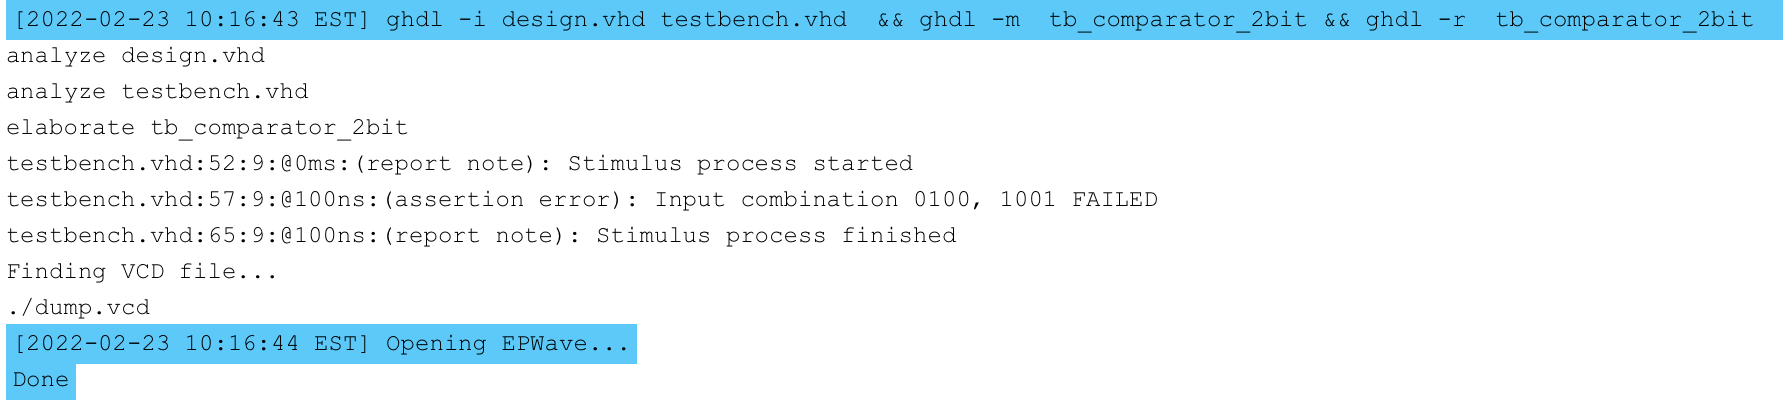 [2022-02-23 10:16:43 EST] ghdl -i design.vhd testbench.vhd  && ghdl -m  tb_comparator_2bit && ghdl -r  tb_comparator_2bit
analyze design.vhd
analyze testbench.vhd
elaborate tb_comparator_2bit
testbench.vhd:52:9:@0ms:(report note): Stimulus process started
testbench.vhd:57:9:@100ns:(assertion error): Input combination 0100, 1001 FAILED
testbench.vhd:65:9:@100ns:(report note): Stimulus process finished
Finding VCD file...
./dump.vcd
[2022-02-23 10:16:44 EST] Opening EPWave...
Done